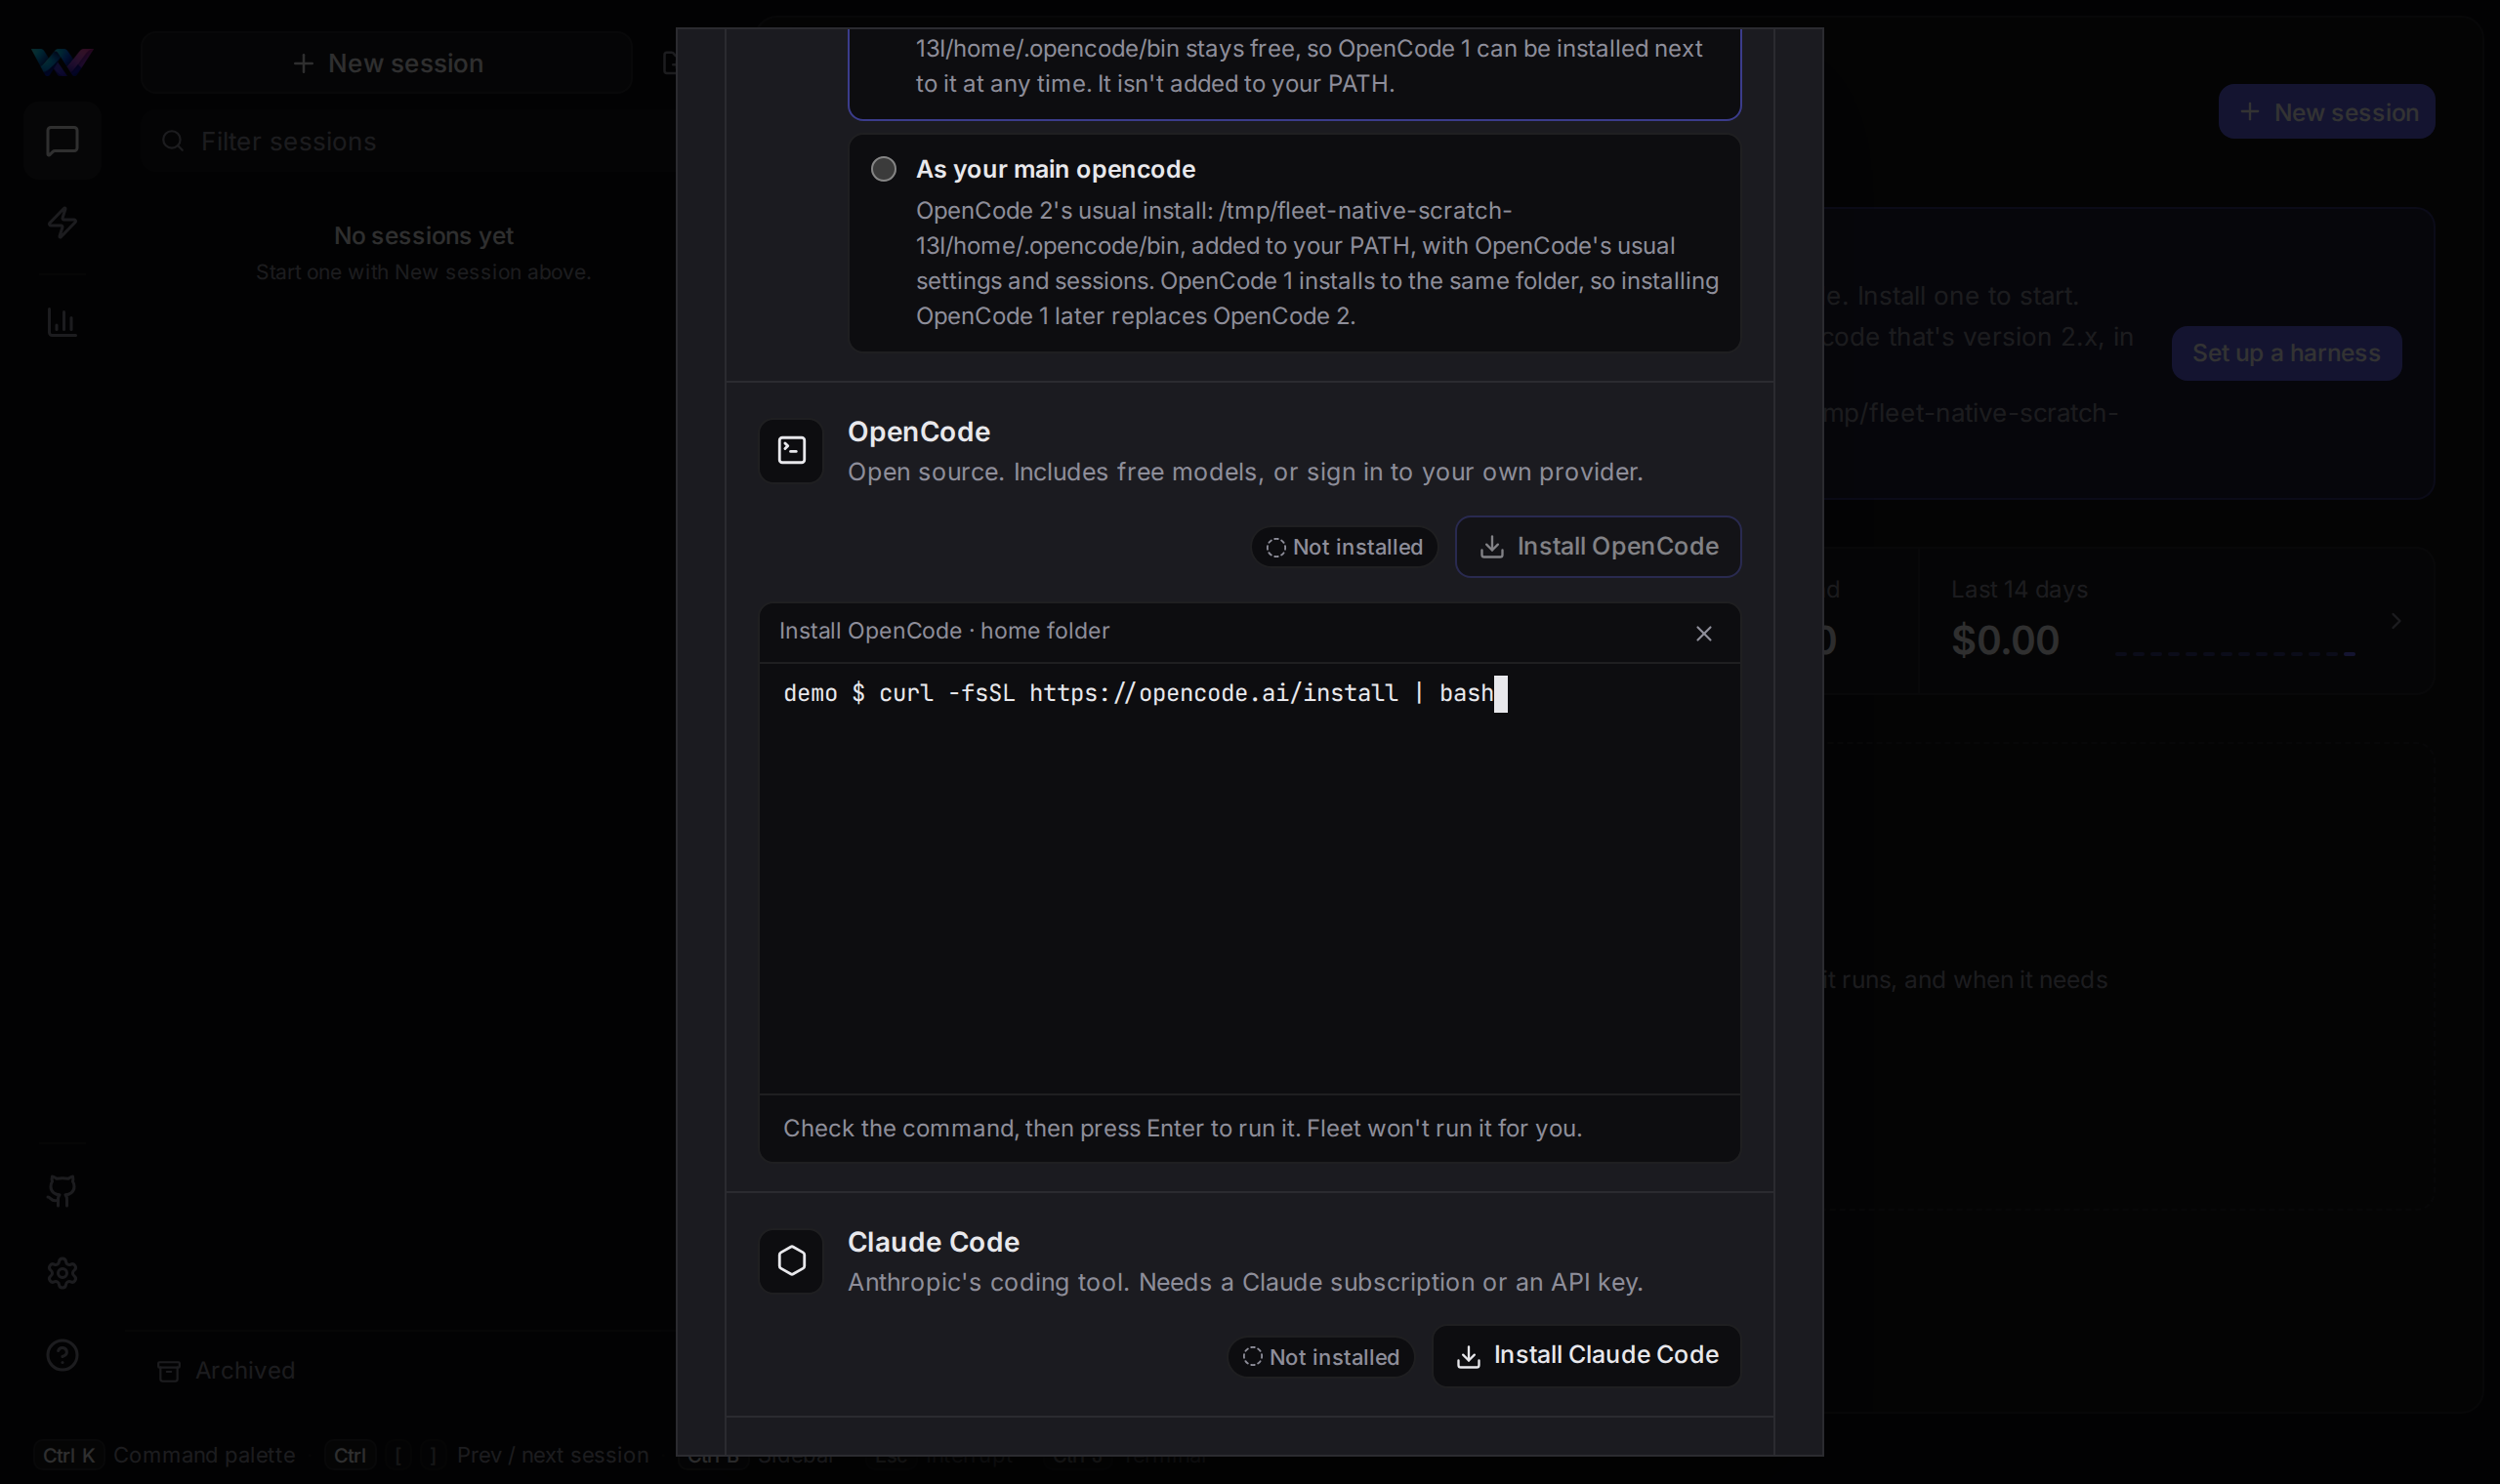 New session
Filter sessions
No sessions yet
Start one with New session above.
Archived
Ctrl K Command palette Ctrl [ ] Prev / next session Ctrl B Sidebar Esc Interrupt Ctrl J Terminal
13l/home/.opencode/bin stays free, so OpenCode 1 can be installed next
to it at any time. It isn't added to your PATH.
As your main opencode
OpenCode 2's usual install: /tmp/fleet-native-scratch-
13l/home/.opencode/bin, added to your PATH, with OpenCode's usual
settings and sessions. OpenCode 1 installs to the same folder, so installing
OpenCode 1 later replaces OpenCode 2.
OpenCode
Open source. Includes free models, or sign in to your own provider.
Not installed
Install OpenCode
Install OpenCode · home folder
demo $ curl -fsSL https://opencode.ai/install | bash
Check the command, then press Enter to run it. Fleet won't run it for you.
Claude Code
Anthropic's coding tool. Needs a Claude subscription or an API key.
Not installed
Install Claude Code
New session
e. Install one to start.
code that's version 2.x, in
Set up a harness
mp/fleet-native-scratch-
d
Last 14 days
0
$0.00
it runs, and when it needs